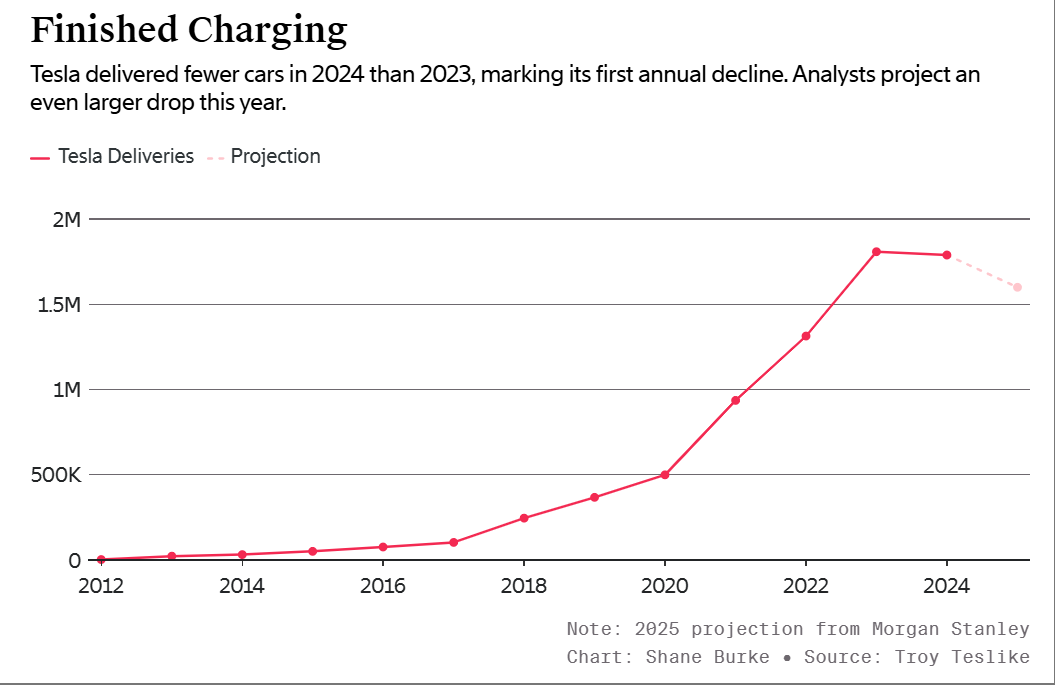 Finished Charging
Tesla delivered fewer cars in 2024 than 2023, marking its first annual decline. Analysts project an
even larger drop this year.
Tesla Deliveries Projection
2M
1.5M
1M
500K
0
2012 2014 2016 2018 2020 2022 2024
Note: 2025 projection from Morgan Stanley
Chart: Shane Burke • Source: Troy Teslike